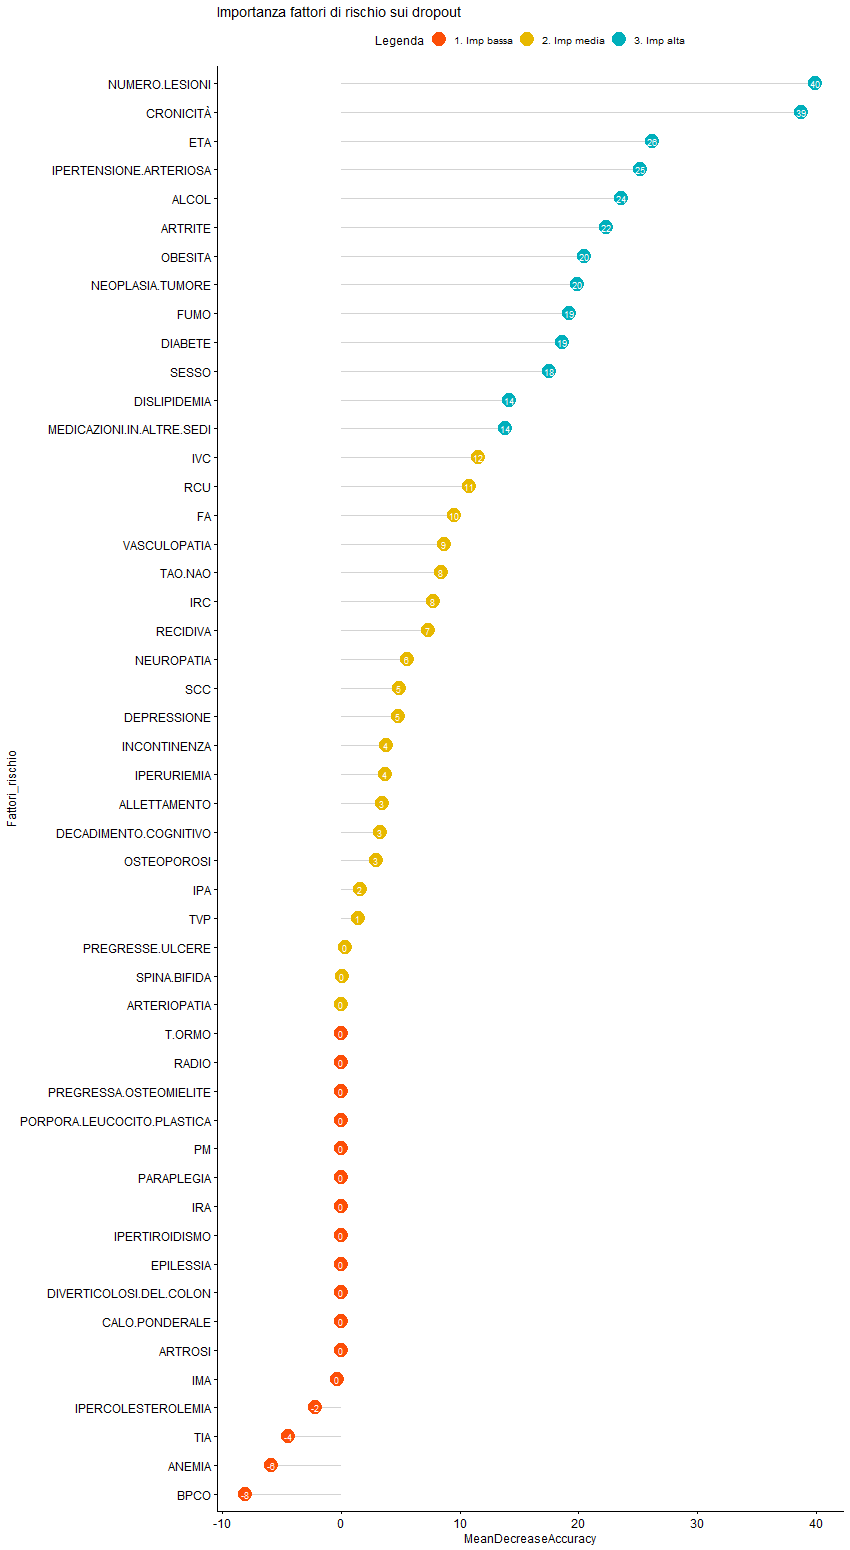 Importanza fattori di rischio sui dropout
Legenda 1. Imp bassa 2. Imp media 3. Imp alta
NUMERO.LESIONI 40
CRONICITÀ 39
ETA 26
IPERTENSIONE.ARTERIOSA 25
ALCOL 24
ARTRITE 22
OBESITA 20
NEOPLASIA.TUMORE 20
FUMO 19
DIABETE 19
SESSO 18
DISLIPIDEMIA 14
MEDICAZIONI.IN.ALTRE.SEDI 14
IVC 12
RCU 11
FA 10
VASCULOPATIA 9
TAO.NAO 8
IRC 8
RECIDIVA 7
NEUROPATIA 6
SCC 5
DEPRESSIONE 5
INCONTINENZA 4
IPERURIEMIA 4
ALLETTAMENTO 3
DECADIMENTO.COGNITIVO 3
OSTEOPOROSI 3
IPA 2
TVP 1
PREGRESSE.ULCERE 0
SPINA.BIFIDA 0
ARTERIOPATIA 0
T.ORMO 0
RADIO 0
PREGRESSA.OSTEOMIELITE 0
PORPORA.LEUCOCITO.PLASTICA 0
PM 0
PARAPLEGIA 0
IRA 0
IPERTIROIDISMO 0
EPILESSIA 0
DIVERTICOLOSI.DEL.COLON 0
CALO.PONDERALE 0
ARTROSI 0
IMA 0
IPERCOLESTEROLEMIA -2
TIA -4
ANEMIA -6
BPCO -8
Fattori_rischio
-10 0 10 20 30 40
MeanDecreaseAccuracy